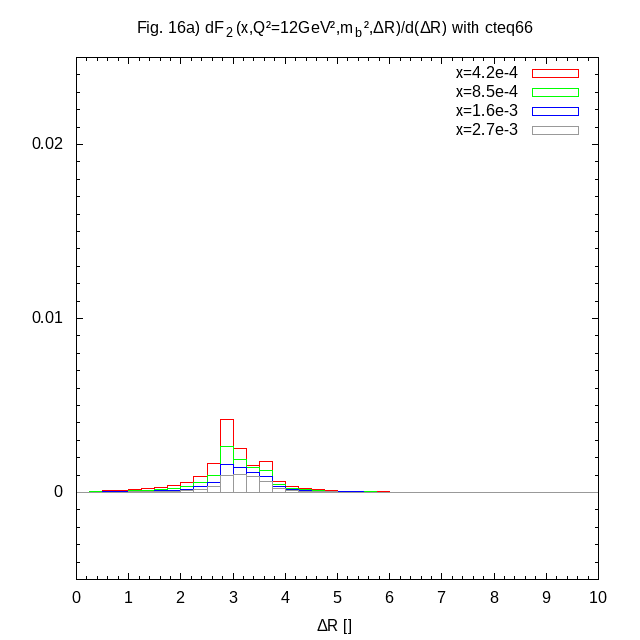 Fig. 16a) dF₂(x,Q²=12GeV²,m_b²,ΔR)/d(ΔR) with cteq66
x=4.2e-4
x=8.5e-4
x=1.6e-3
x=2.7e-3
0.02
0.01
0
0 1 2 3 4 5 6 7 8 9 10
ΔR []